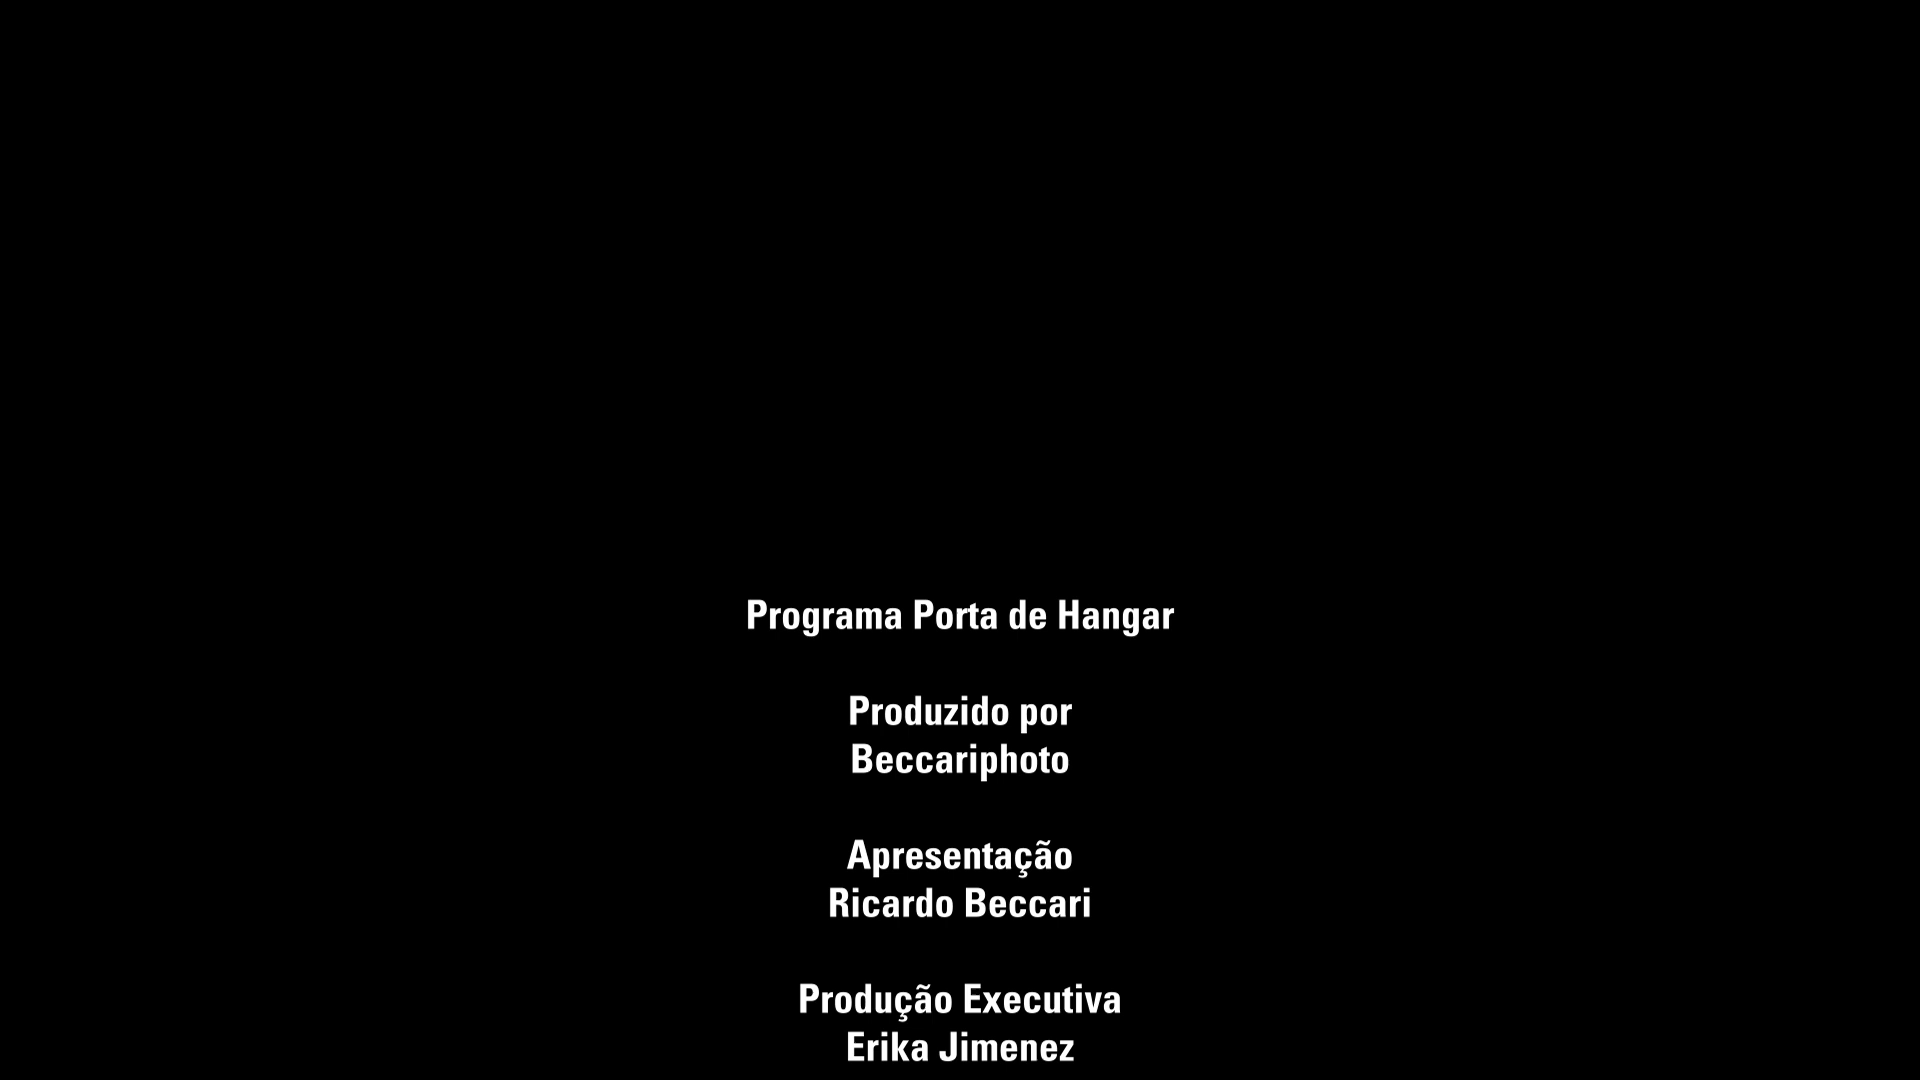 Programa Porta de Hangar
Produzido por
Beccariphoto
Apresentação
Ricardo Beccari
Produção Executiva
Erika Jimenez